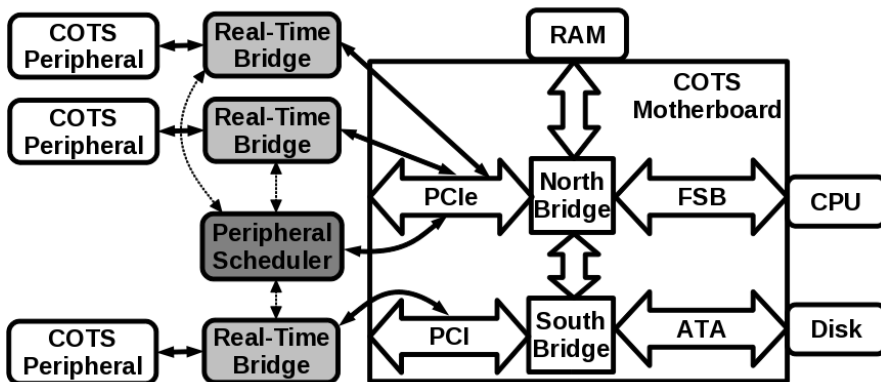 COTS
Peripheral
Real-Time
Bridge
RAM
COTS
Motherboard
COTS
Peripheral
Real-Time
Bridge
PCIe
North
Bridge
FSB
CPU
Peripheral
Scheduler
COTS
Peripheral
Real-Time
Bridge
PCI
South
Bridge
ATA
Disk